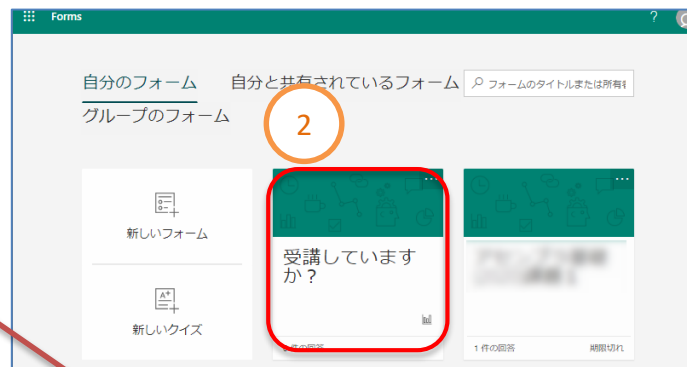 Forms
?
自分のフォーム 自分と共有されているフォーム フォームのタイトルまたは所有
グループのフォーム
2
新しいフォーム
新しいクイズ
受講しています
か？
件の回答
1 件の回答 期限切れ